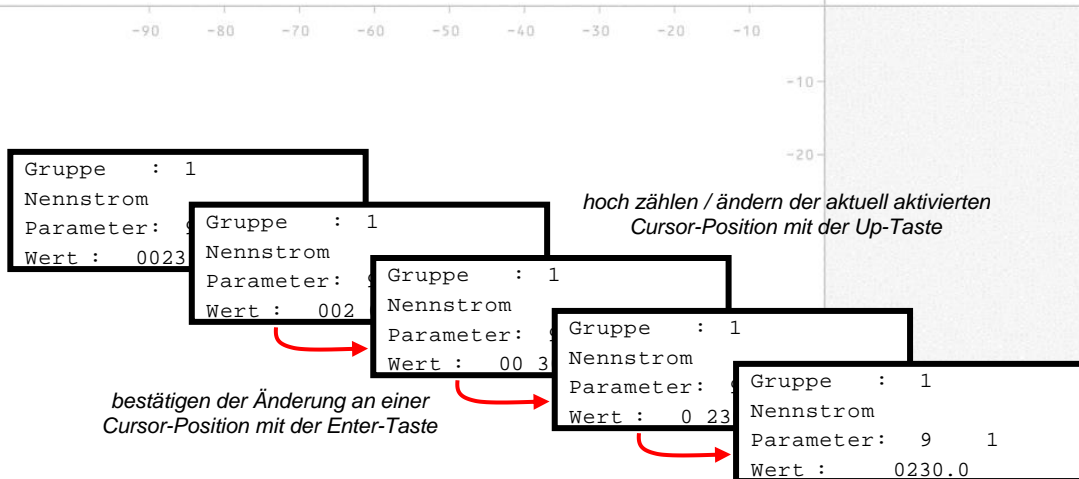 -90 -80 -70 -60 -50 -40 -30 -20 -10
-10
-20
Gruppe : 1
Nennstrom
Parameter:
Wert : 0023
Gruppe : 1
Nennstrom
Parameter:
Wert : 002
Gruppe : 1
Nennstrom
Parameter:
Wert : 00 3
Gruppe : 1
Nennstrom
Parameter:
Wert : 0 23
Gruppe : 1
Nennstrom
Parameter: 9 1
Wert : 0230.0
hoch zählen / ändern der aktuell aktivierten
Cursor-Position mit der Up-Taste
bestätigen der Änderung an einer
Cursor-Position mit der Enter-Taste